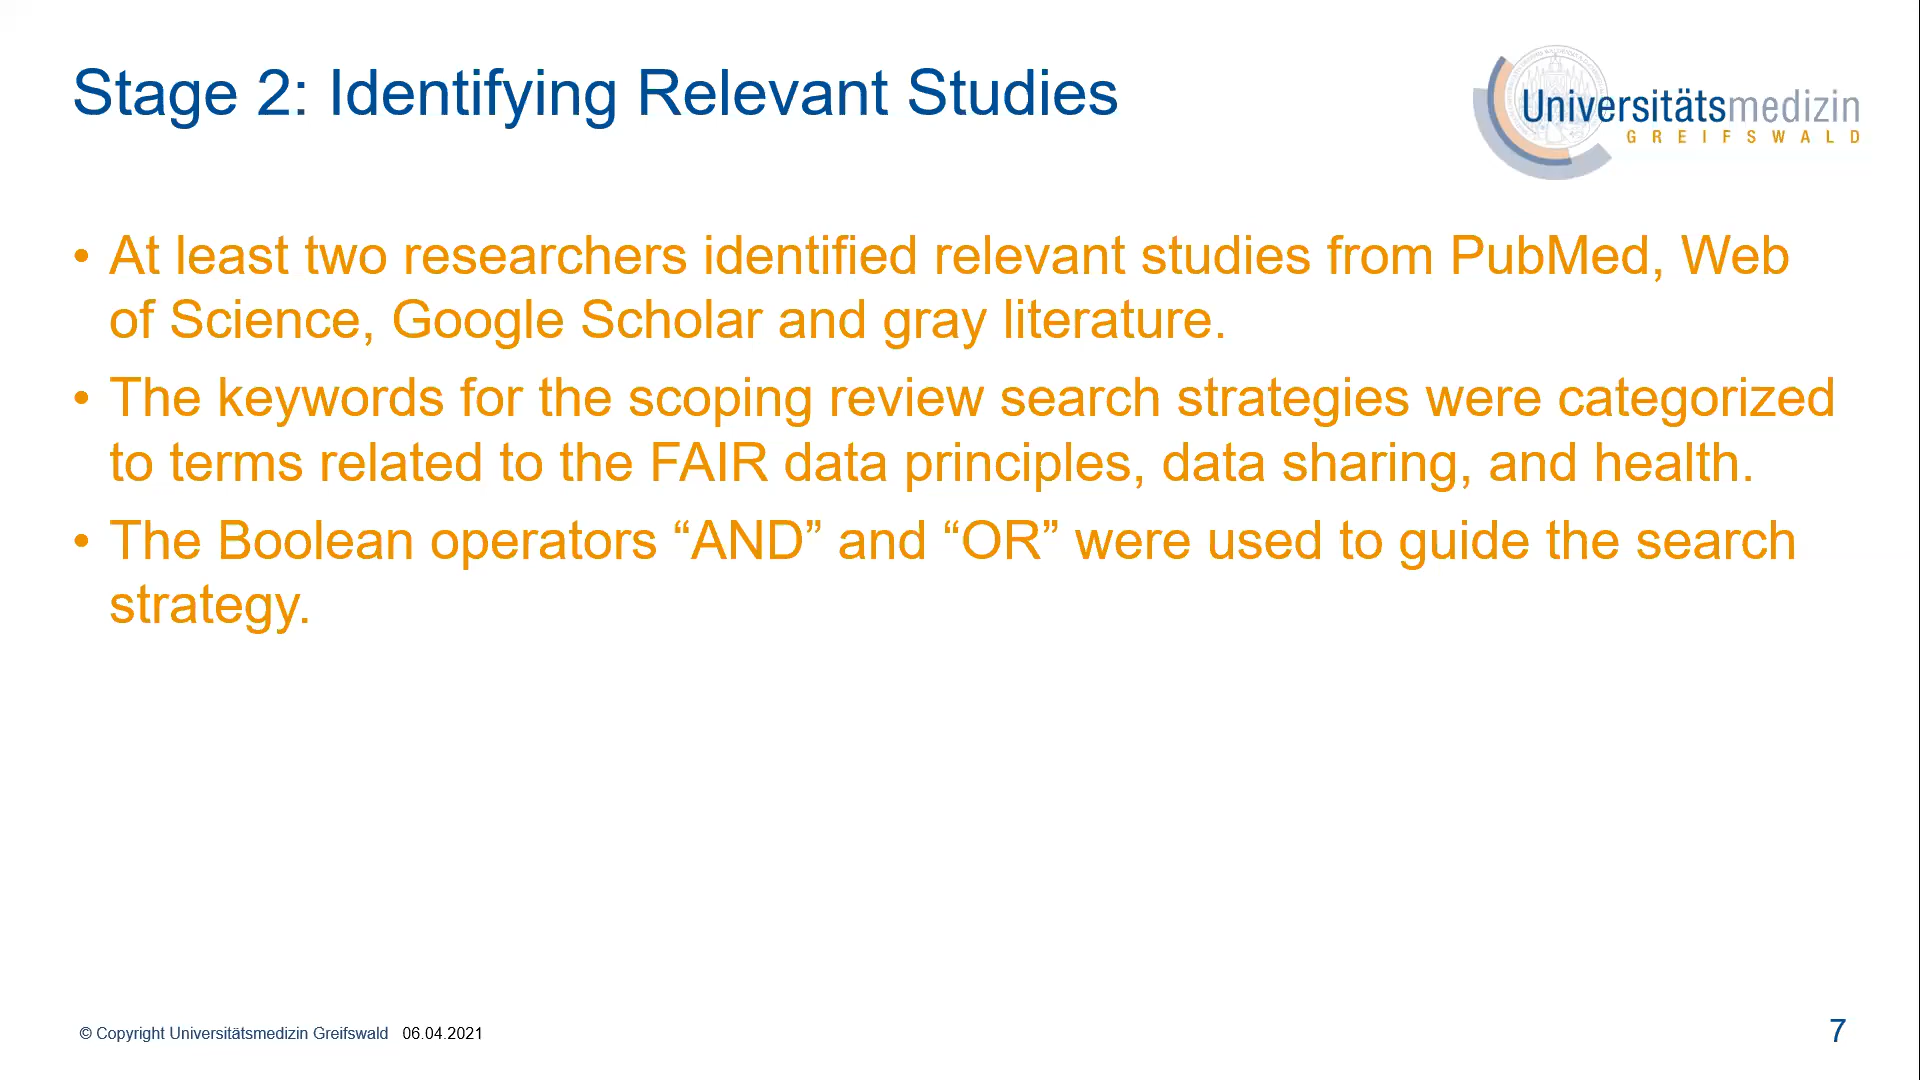 Stage 2: Identifying Relevant Studies
Universitätsmedizin
GREIFSWALD
• At least two researchers identified relevant studies from PubMed, Web
of Science, Google Scholar and gray literature.
• The keywords for the scoping review search strategies were categorized
to terms related to the FAIR data principles, data sharing, and health.
• The Boolean operators “AND” and “OR” were used to guide the search
strategy.
© Copyright Universitätsmedizin Greifswald 06.04.2021
7